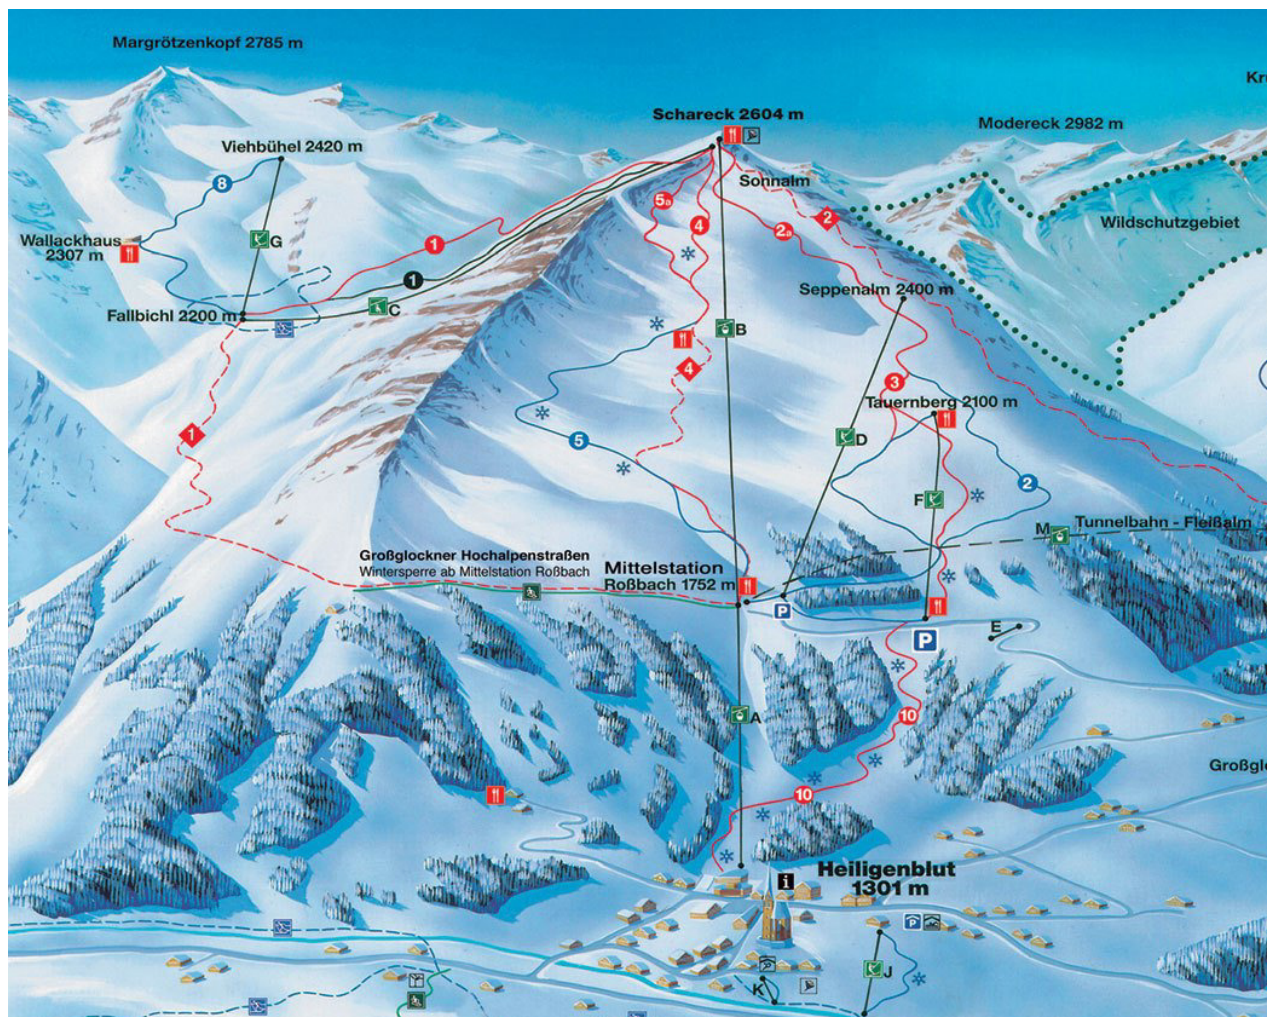 Margrötzenkopf 2785 m
Schareck 2604 m
Modereck 2982 m
Viehbühel 2420 m
8
Sonnalm
5a
4
2
2a
Wildschutzgebiet
Wallackhaus
2307 m
G
1
1
C
Fallbichl 2200 m
Seppenalm 2400 m
B
4
3
Tauernberg 2100 m
1
5
D
F
2
M
Tunnelbahn - Fleißalm
Großglockner Hochalpenstraßen
Wintersperre ab Mittelstation Roßbach
Mittelstation
Roßbach 1752 m
P
P
E
A
10
10
Heiligenblut
1301 m
i
P
J
K